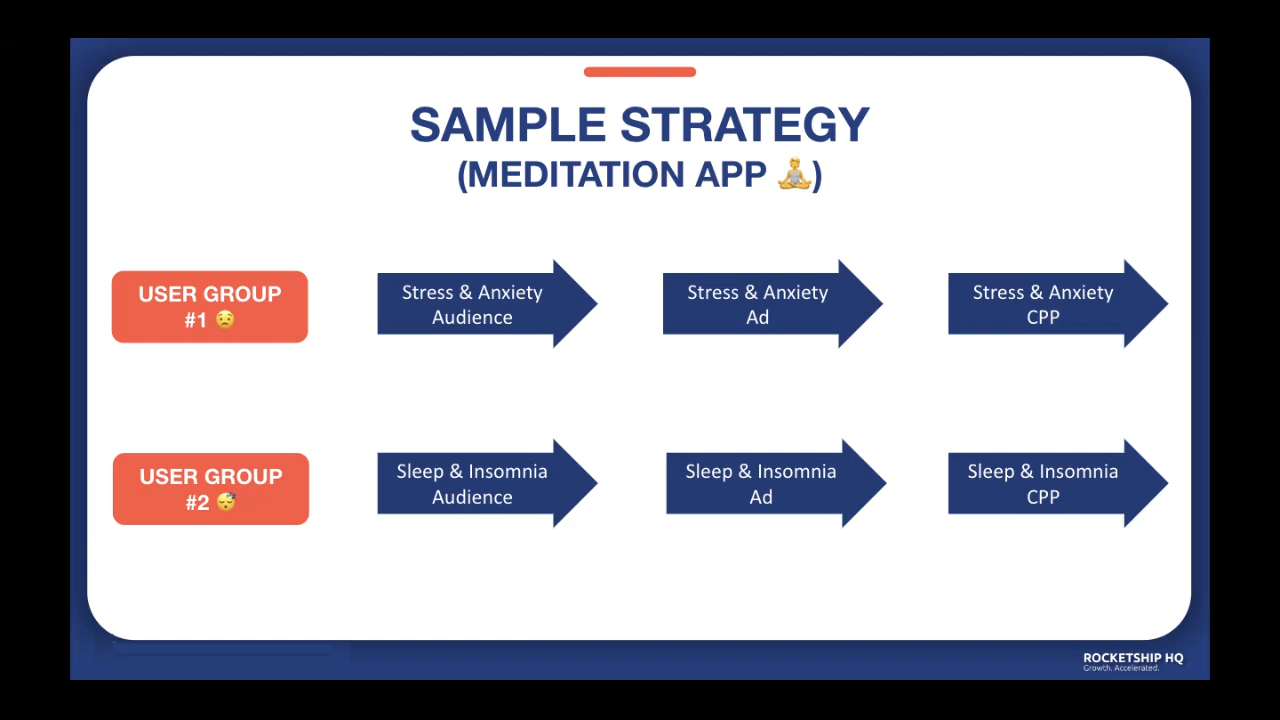 SAMPLE STRATEGY
(MEDITATION APP 🧘)
USER GROUP
#1 😟
Stress & Anxiety
Audience
Stress & Anxiety
Ad
Stress & Anxiety
CPP
USER GROUP
#2 😴
Sleep & Insomnia
Audience
Sleep & Insomnia
Ad
Sleep & Insomnia
CPP
ROCKETSHIP HQ
Growth. Accelerated.